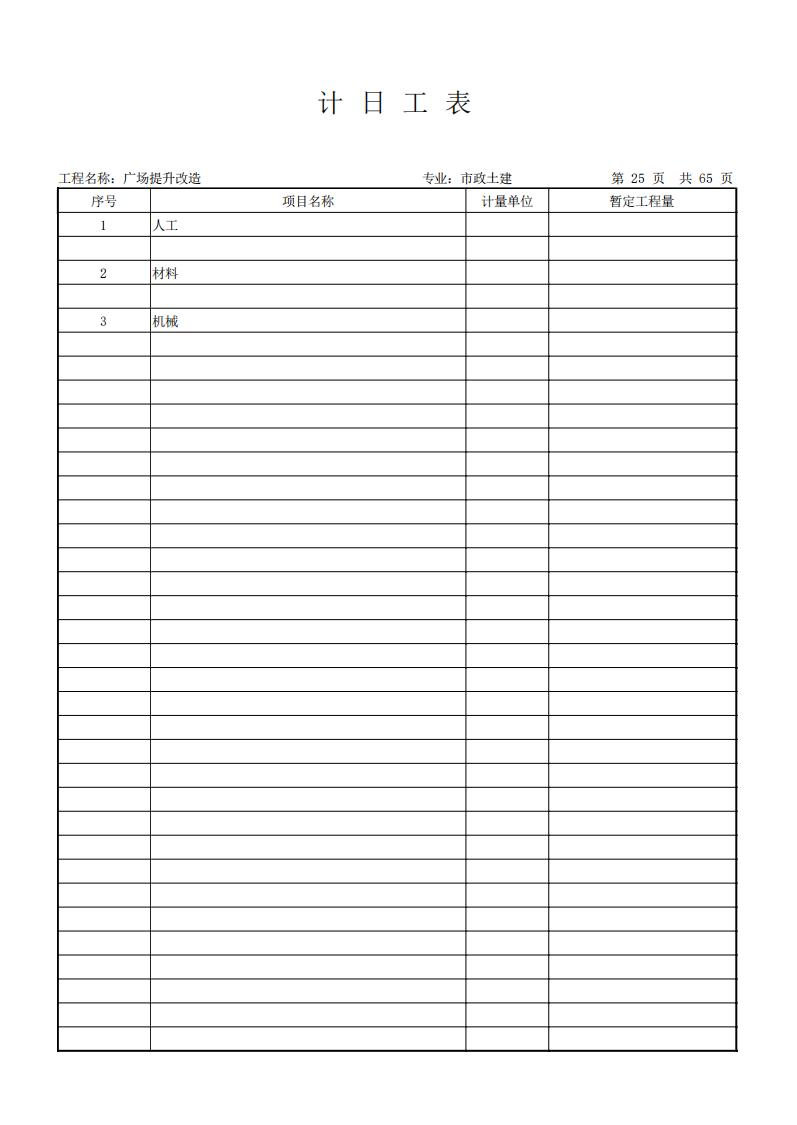 计 日 工 表
工程名称：广场提升改造 专业：市政土建 第 25 页 共 65 页
序号 项目名称 计量单位 暂定工程量
1 人工
2 材料
3 机械